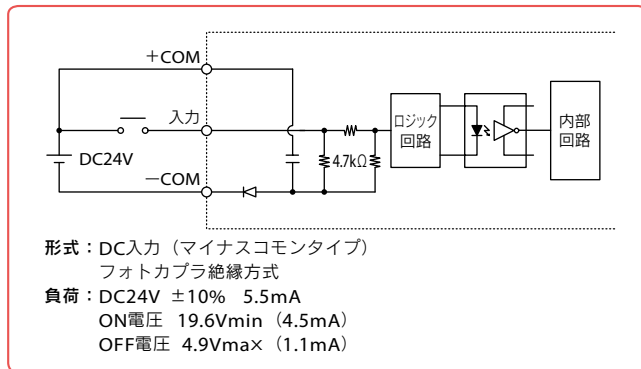 +COM
入力
DC24V
−COM
4.7kΩ
ロジック
回路
内部
回路
形式：DC入力（マイナスコモンタイプ）
フォトカプラ絶縁方式
負荷：DC24V ±10% 5.5mA
ON電圧 19.6Vmin（4.5mA）
OFF電圧 4.9Vma×（1.1mA）